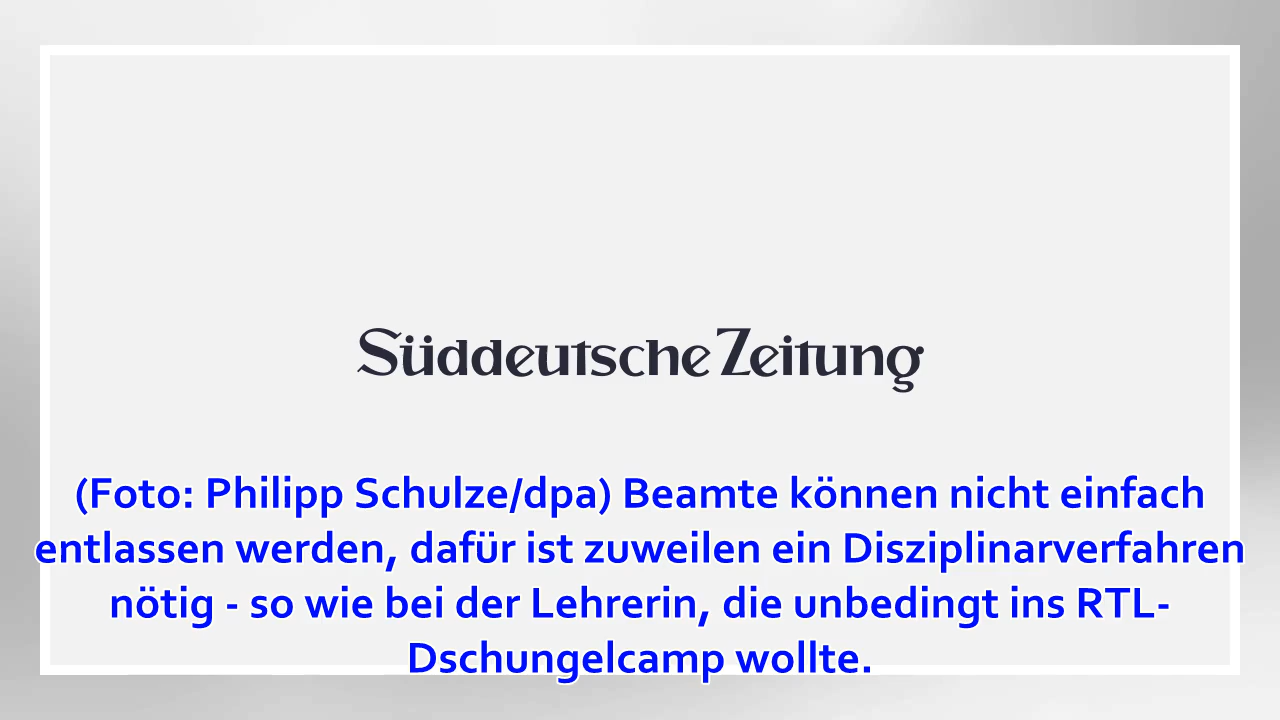 Süddeutsche Zeitung
(Foto: Philipp Schulze/dpa) Beamte können nicht einfach
entlassen werden, dafür ist zuweilen ein Disziplinarverfahren
nötig - so wie bei der Lehrerin, die unbedingt ins RTL-
Dschungelcamp wollte.